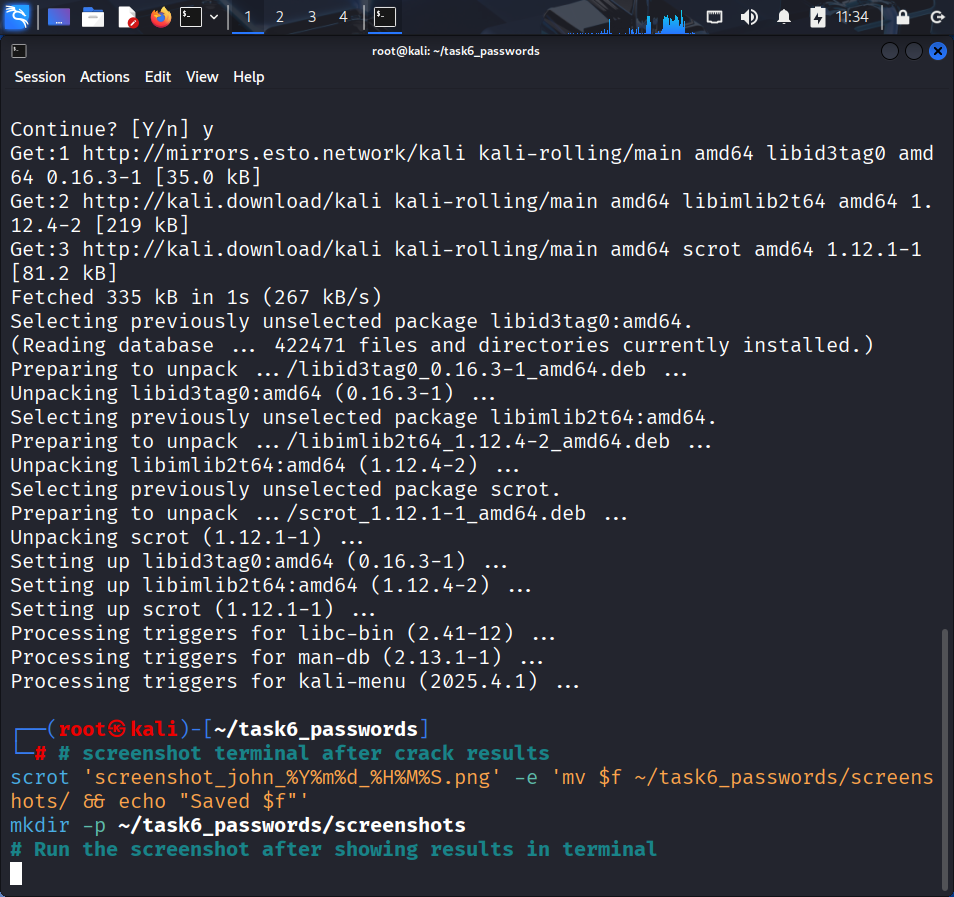 1 2 3 4 11:34
root@kali: ~/task6_passwords
Session Actions Edit View Help
Continue? [Y/n] y
Get:1 http://mirrors.esto.network/kali kali-rolling/main amd64 libid3tag0 amd
64 0.16.3-1 [35.0 kB]
Get:2 http://kali.download/kali kali-rolling/main amd64 libimlib2t64 amd64 1.
12.4-2 [219 kB]
Get:3 http://kali.download/kali kali-rolling/main amd64 scrot amd64 1.12.1-1
[81.2 kB]
Fetched 335 kB in 1s (267 kB/s)
Selecting previously unselected package libid3tag0:amd64.
(Reading database ... 422471 files and directories currently installed.)
Preparing to unpack .../libid3tag0_0.16.3-1_amd64.deb ...
Unpacking libid3tag0:amd64 (0.16.3-1) ...
Selecting previously unselected package libimlib2t64:amd64.
Preparing to unpack .../libimlib2t64_1.12.4-2_amd64.deb ...
Unpacking libimlib2t64:amd64 (1.12.4-2) ...
Selecting previously unselected package scrot.
Preparing to unpack .../scrot_1.12.1-1_amd64.deb ...
Unpacking scrot (1.12.1-1) ...
Setting up libid3tag0:amd64 (0.16.3-1) ...
Setting up libimlib2t64:amd64 (1.12.4-2) ...
Setting up scrot (1.12.1-1) ...
Processing triggers for libc-bin (2.41-12) ...
Processing triggers for man-db (2.13.1-1) ...
Processing triggers for kali-menu (2025.4.1) ...
┌──(root㉿kali)-[~/task6_passwords]
└─# # screenshot terminal after crack results
scrot 'screenshot_john_%Y%m%d_%H%M%S.png' -e 'mv $f ~/task6_passwords/screens
hots/ && echo "Saved $f"'
mkdir -p ~/task6_passwords/screenshots
# Run the screenshot after showing results in terminal